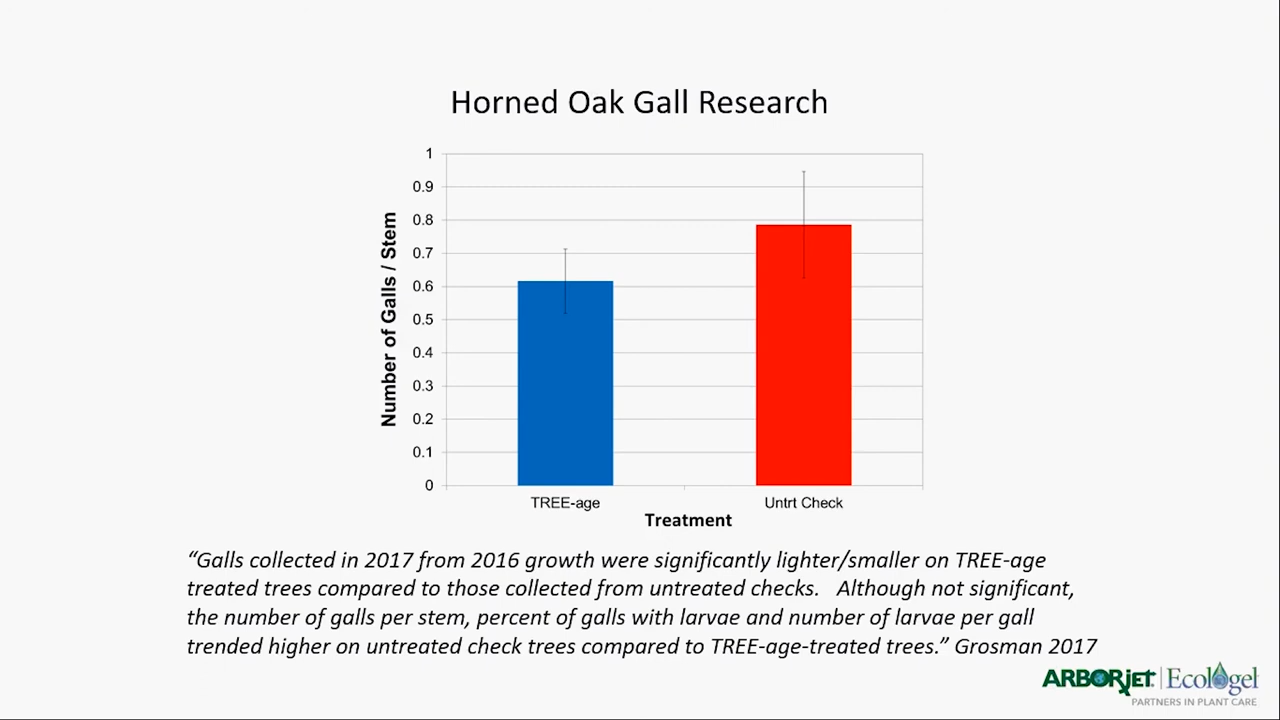 Horned Oak Gall Research
1
0.9
0.8
0.7
0.6
0.5
0.4
0.3
0.2
0.1
0
Number of Galls / Stem
TREE-age
Untrt Check
Treatment
“Galls collected in 2017 from 2016 growth were significantly lighter/smaller on TREE-age
treated trees compared to those collected from untreated checks.   Although not significant,
the number of galls per stem, percent of galls with larvae and number of larvae per gall
trended higher on untreated check trees compared to TREE-age-treated trees.” Grosman 2017
ARBORjet | Ecologel
PARTNERS IN PLANT CARE